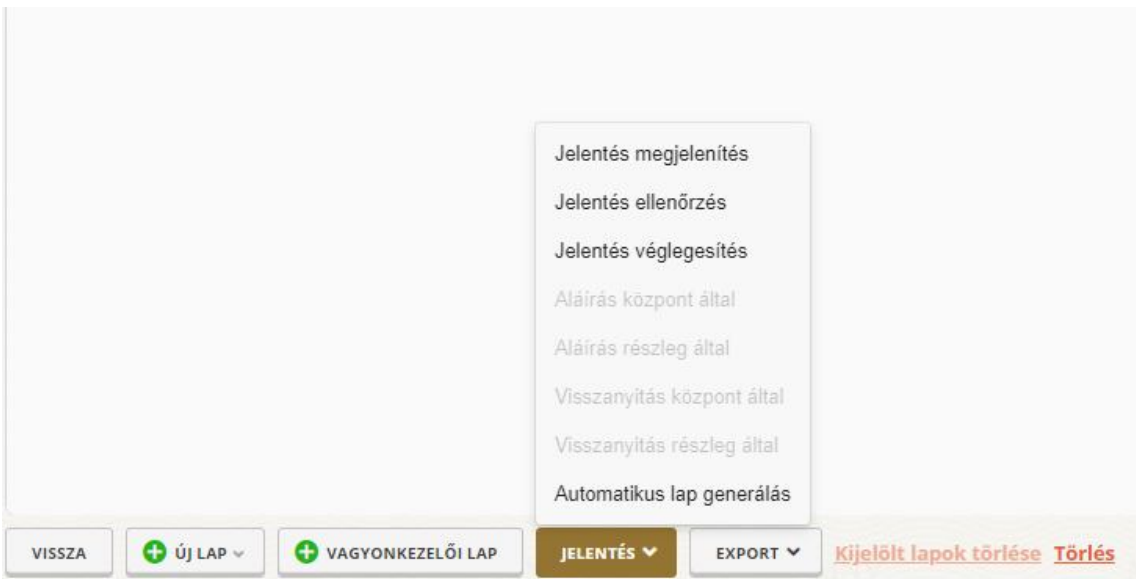 Jelentés megjelenítés
Jelentés ellenőrzés
Jelentés véglegesítés
Aláírás központ által
Aláírás részleg által
Visszanyitás központ által
Visszanyitás részleg által
Automatikus lap generálás
VISSZA ÚJ LAP VAGYONKEZELŐI LAP JELENTÉS EXPORT Kijelölt lapok törlése Törlés